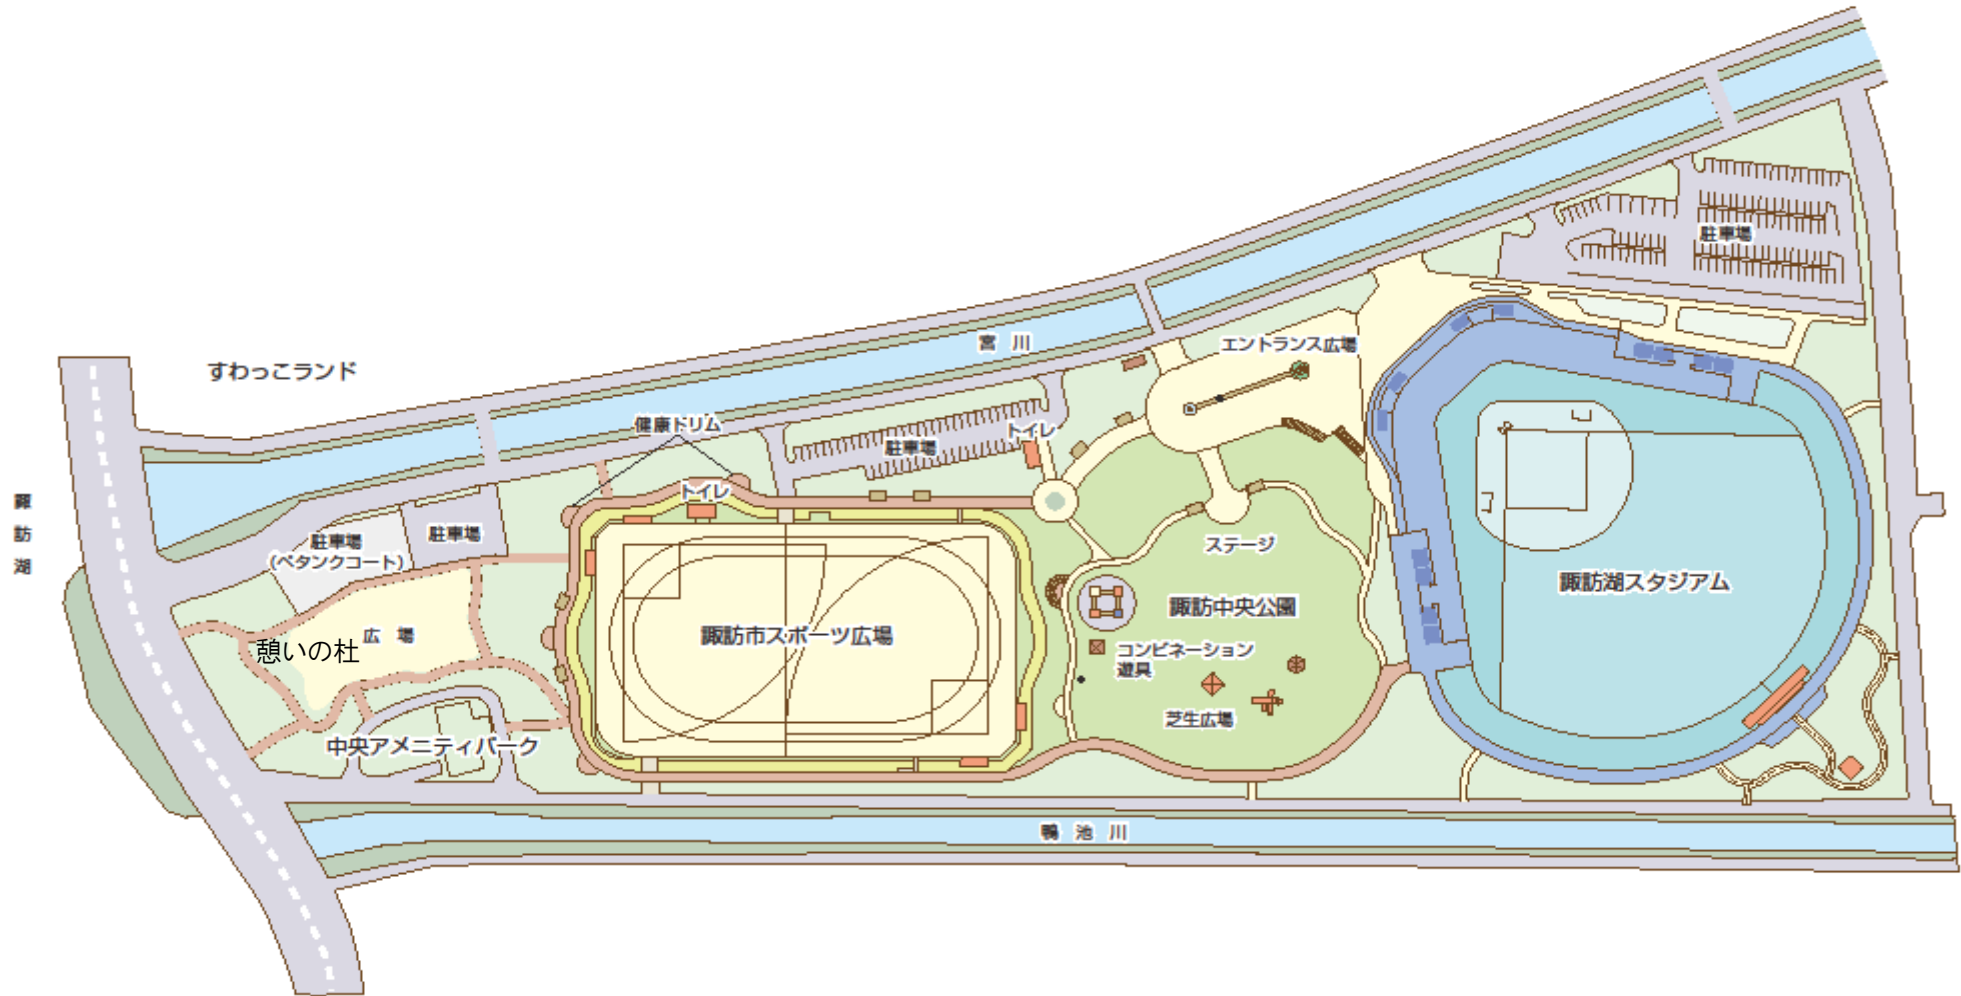 駐車場
宮 川
エントランス広場
すわっこランド
健康トリム
トイレ
駐車場
トイレ
諏訪湖
駐車場
(ペタンクコート)
駐車場
ステージ
諏訪湖スタジアム
諏訪中央公園
広 場
憩いの杜
諏訪市スポーツ広場
コンビネーション
遊具
芝生広場
中央アメニティパーク
鴨 池 川